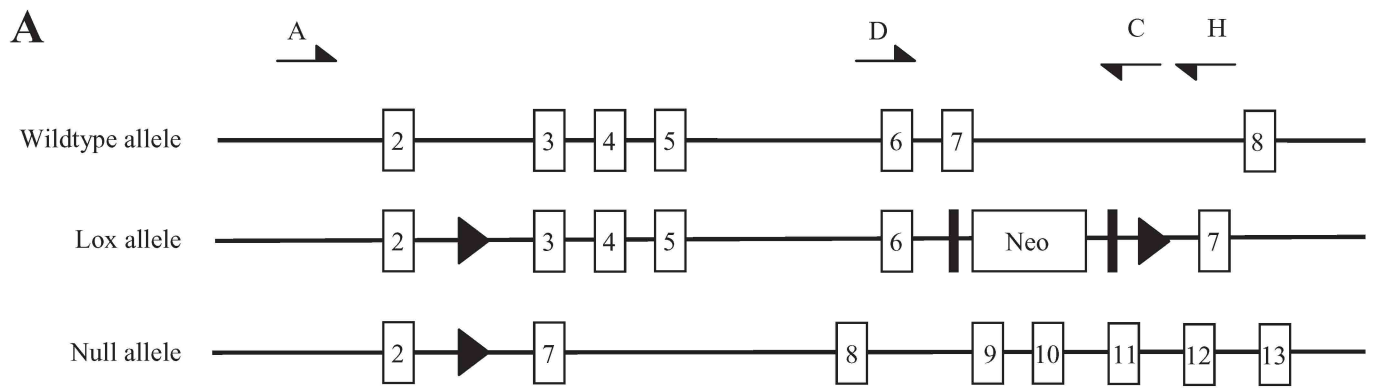 A
A D C H
Wildtype allele 2 3 4 5 6 7 8
Lox allele 2 3 4 5 6 Neo 7
Null allele 2 7 8 9 10 11 12 13